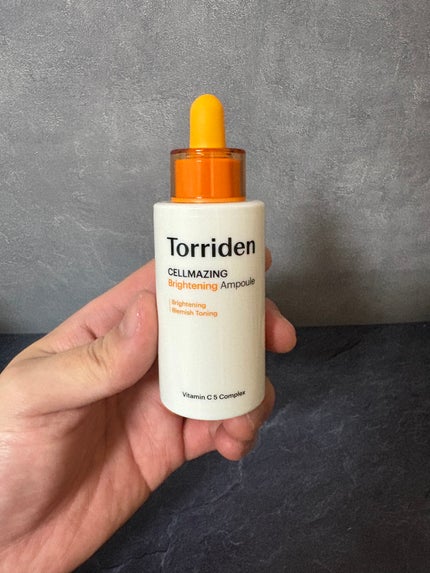 Torriden
CELLMAZING
Brightening Ampoule
Brightening
Blemish Toning
Vitamin C 5 Complex